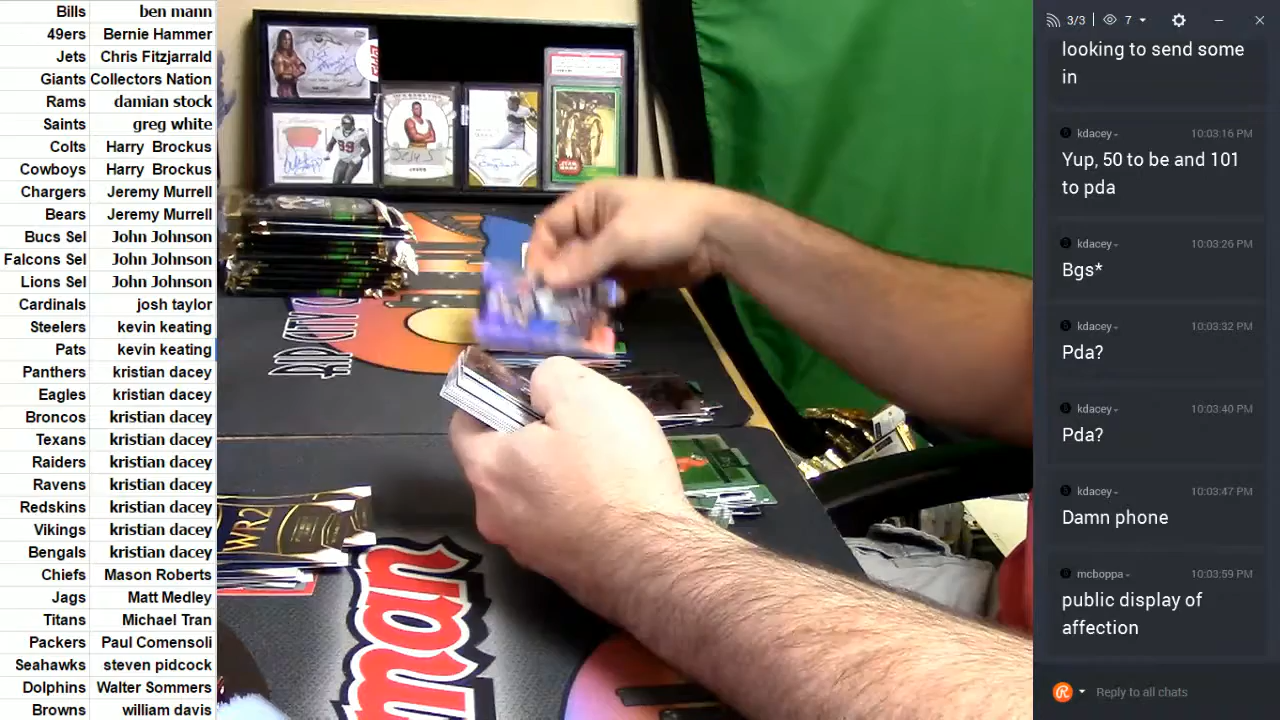 Bills ben mann
49ers Bernie Hammer
Jets Chris Fitzjarrald
Giants Collectors Nation
Rams damian stock
Saints greg white
Colts Harry Brockus
Cowboys Harry Brockus
Chargers Jeremy Murrell
Bears Jeremy Murrell
Bucs Sel John Johnson
Falcons Sel John Johnson
Lions Sel John Johnson
Cardinals josh taylor
Steelers kevin keating
Pats kevin keating
Panthers kristian dacey
Eagles kristian dacey
Broncos kristian dacey
Texans kristian dacey
Raiders kristian dacey
Ravens kristian dacey
Redskins kristian dacey
Vikings kristian dacey
Bengals kristian dacey
Chiefs Mason Roberts
Jags Matt Medley
Titans Michael Tran
Packers Paul Comensoli
Seahawks steven pidcock
Dolphins Walter Sommers
Browns william davis
RIP CITY
WR2
man
3/3 7
looking to send some
in
kdacey 10:03:16 PM
Yup, 50 to be and 101
to pda
kdacey 10:03:26 PM
Bgs*
kdacey 10:03:32 PM
Pda?
kdacey 10:03:40 PM
Pda?
kdacey 10:03:47 PM
Damn phone
mcboppa 10:03:59 PM
public display of
affection
Reply to all chats